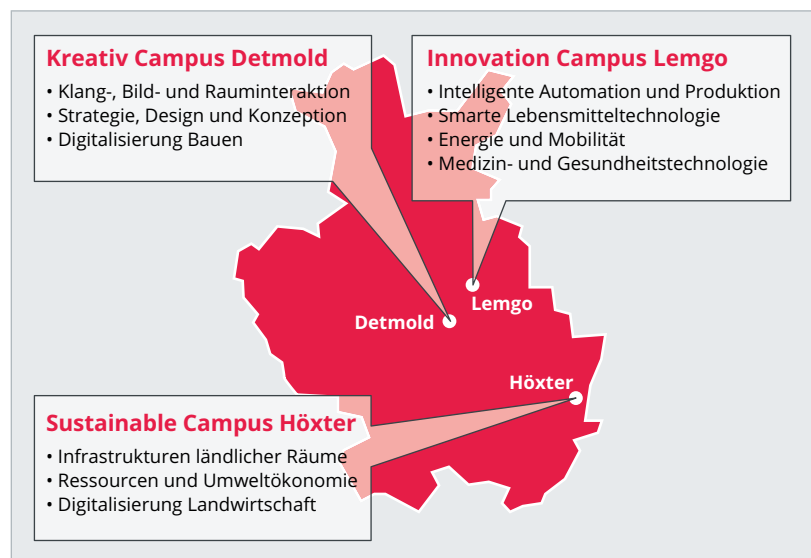 Kreativ Campus Detmold
• Klang-, Bild- und Rauminteraktion
• Strategie, Design und Konzeption
• Digitalisierung Bauen
Innovation Campus Lemgo
• Intelligente Automation und Produktion
• Smarte Lebensmitteltechnologie
• Energie und Mobilität
• Medizin- und Gesundheitstechnologie
Lemgo
Detmold
Höxter
Sustainable Campus Höxter
• Infrastrukturen ländlicher Räume
• Ressourcen und Umweltökonomie
• Digitalisierung Landwirtschaft